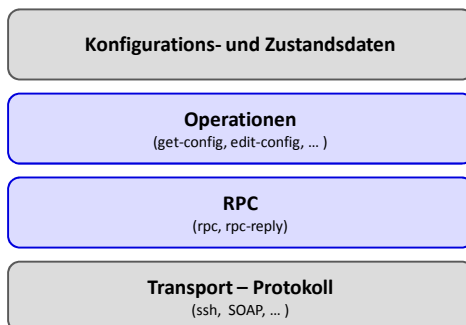 Konfigurations- und Zustandsdaten
Operationen
(get-config, edit-config, … )
RPC
(rpc, rpc-reply)
Transport – Protokoll
(ssh, SOAP, … )